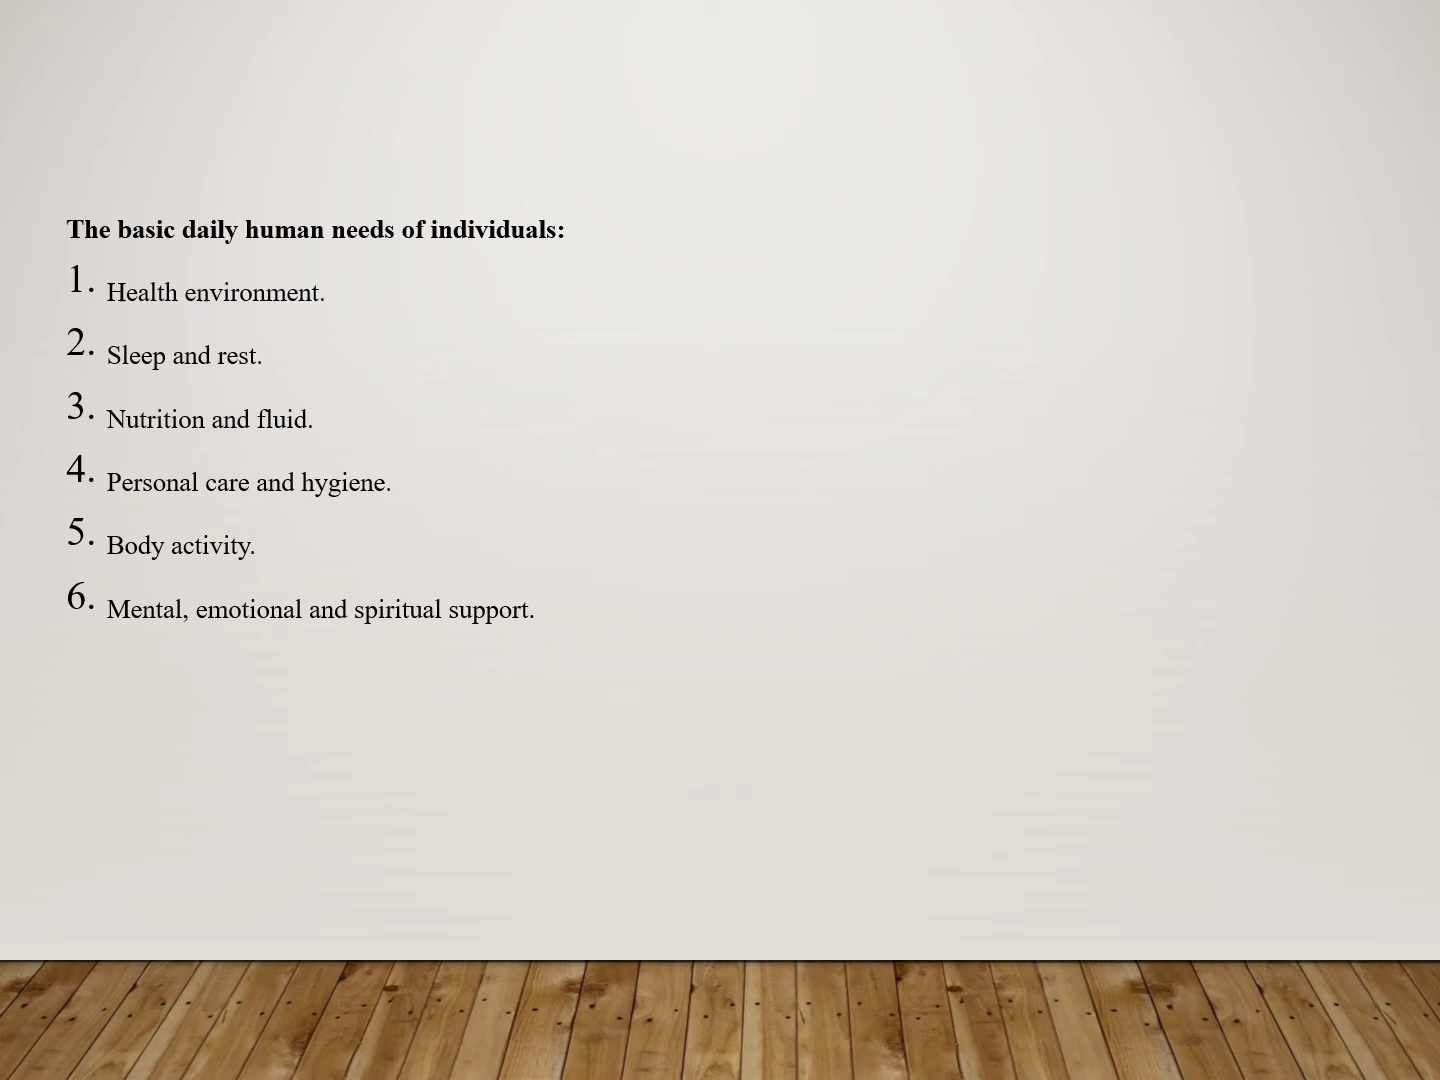 The basic daily human needs of individuals:
1. Health environment.
2. Sleep and rest.
3. Nutrition and fluid.
4. Personal care and hygiene.
5. Body activity.
6. Mental, emotional and spiritual support.